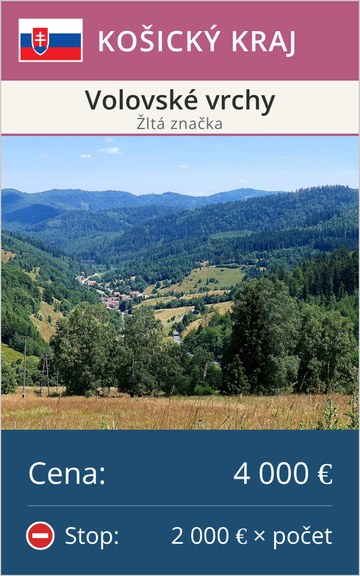 KOŠICKÝ KRAJ
Volovské vrchy
Žltá značka
Cena: 4 000 €
Stop: 2 000 € × počet